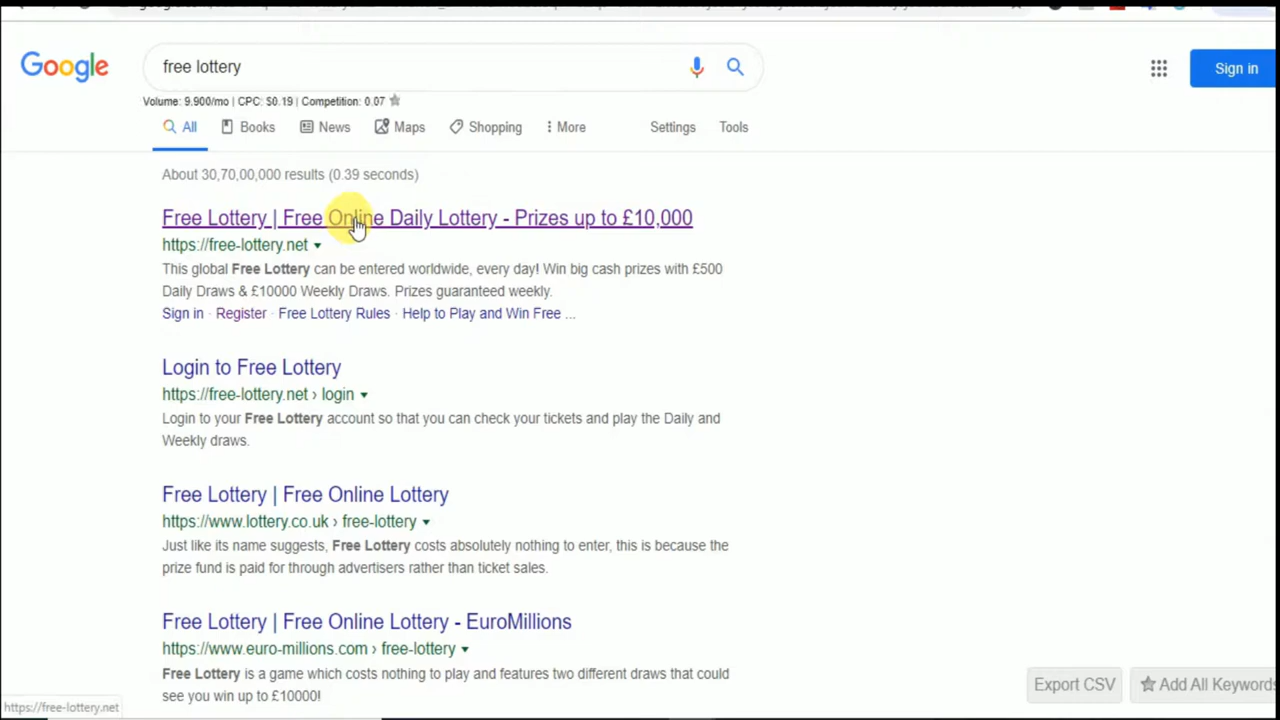 Google
free lottery
Sign in
Volume: 9,900/mo | CPC: $0.19 | Competition: 0.07
All Books News Maps Shopping More Settings Tools
About 30,70,00,000 results (0.39 seconds)
Free Lottery | Free Online Daily Lottery - Prizes up to £10,000
https://free-lottery.net
This global Free Lottery can be entered worldwide, every day! Win big cash prizes with £500
Daily Draws & £10000 Weekly Draws. Prizes guaranteed weekly.
Sign in · Register · Free Lottery Rules · Help to Play and Win Free ...
Login to Free Lottery
https://free-lottery.net › login
Login to your Free Lottery account so that you can check your tickets and play the Daily and
Weekly draws.
Free Lottery | Free Online Lottery
https://www.lottery.co.uk › free-lottery
Just like its name suggests, Free Lottery costs absolutely nothing to enter, this is because the
prize fund is paid for through advertisers rather than ticket sales.
Free Lottery | Free Online Lottery - EuroMillions
https://www.euro-millions.com › free-lottery
Free Lottery is a game which costs nothing to play and features two different draws that could
see you win up to £10000!
Export CSV
Add All Keywords
https://free-lottery.net